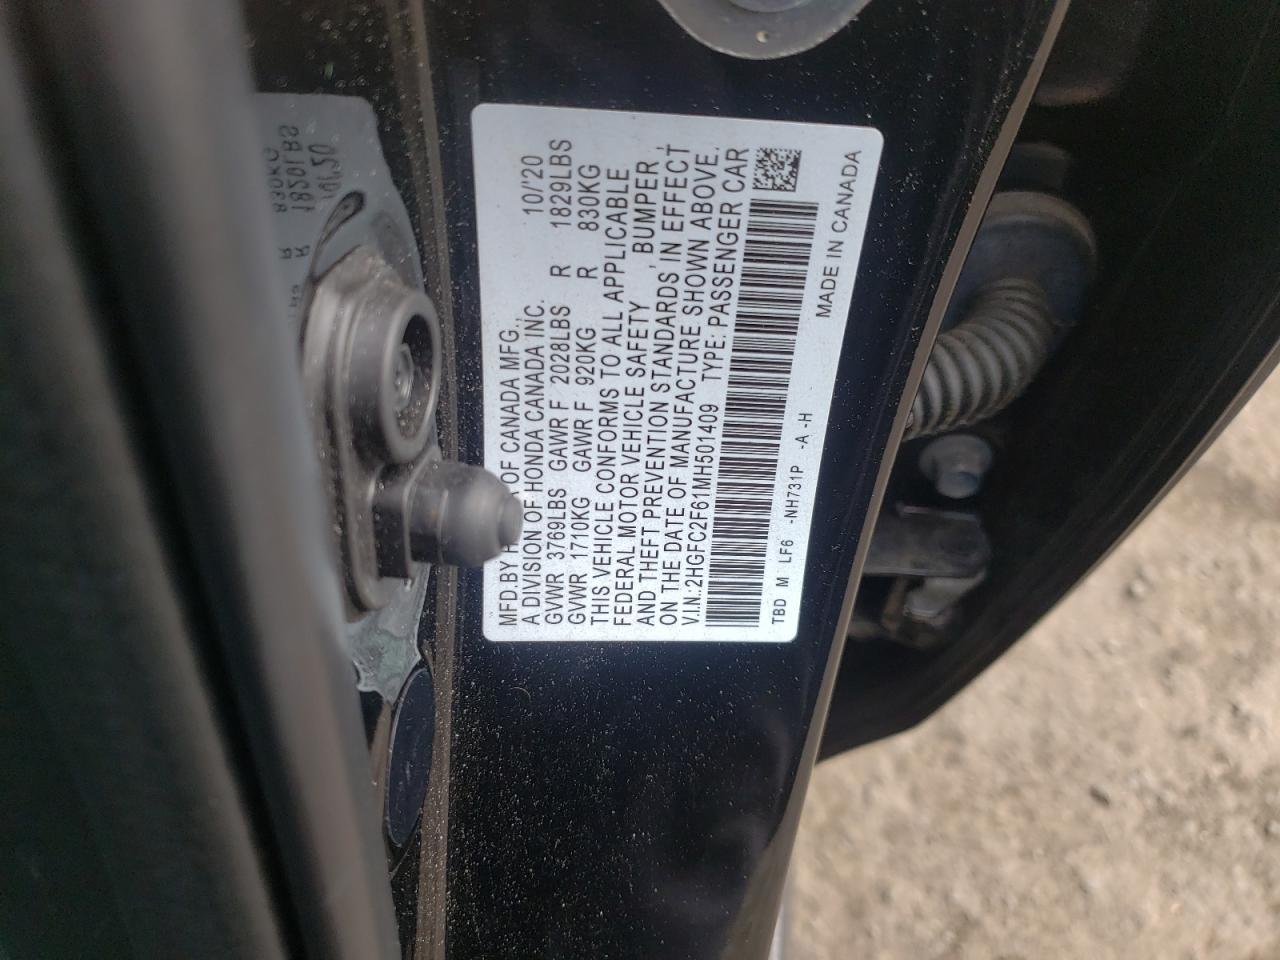 MFD.BY H A OF CANADA MFG., 10/'20
A DIVISION OF HONDA CANADA INC.
GVWR 3769LBS GAWR F 2028LBS R 1829LBS
GVWR 1710KG GAWR F 920KG R 830KG
THIS VEHICLE CONFORMS TO ALL APPLICABLE
FEDERAL MOTOR VEHICLE SAFETY, BUMPER,
AND THEFT PREVENTION STANDARDS IN EFFECT
ON THE DATE OF MANUFACTURE SHOWN ABOVE.
V.I.N.:2HGFC2F61MH501409 TYPE: PASSENGER CAR
TBD M LF6 -NH731P -A -H
MADE IN CANADA